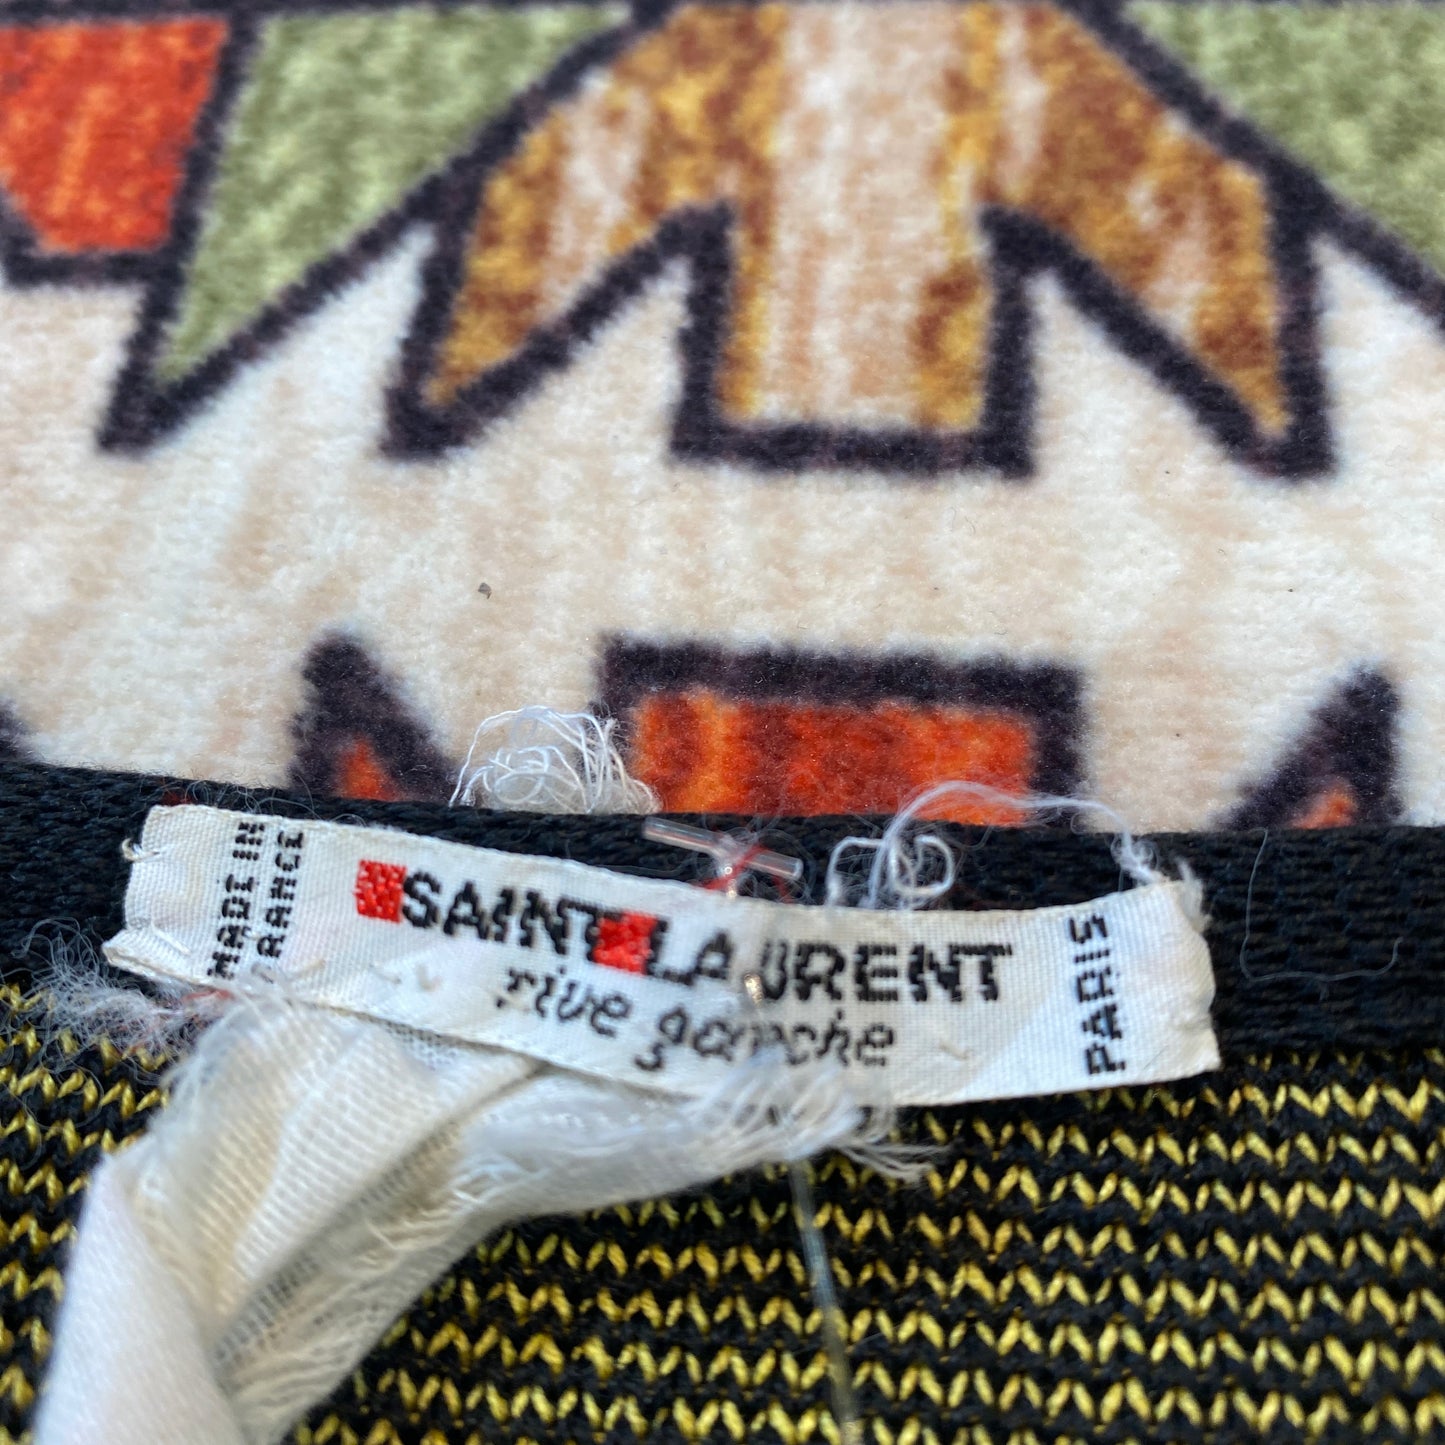 MADE IN
FRANCE
SAINT LAURENT
rive gauche
PARIS